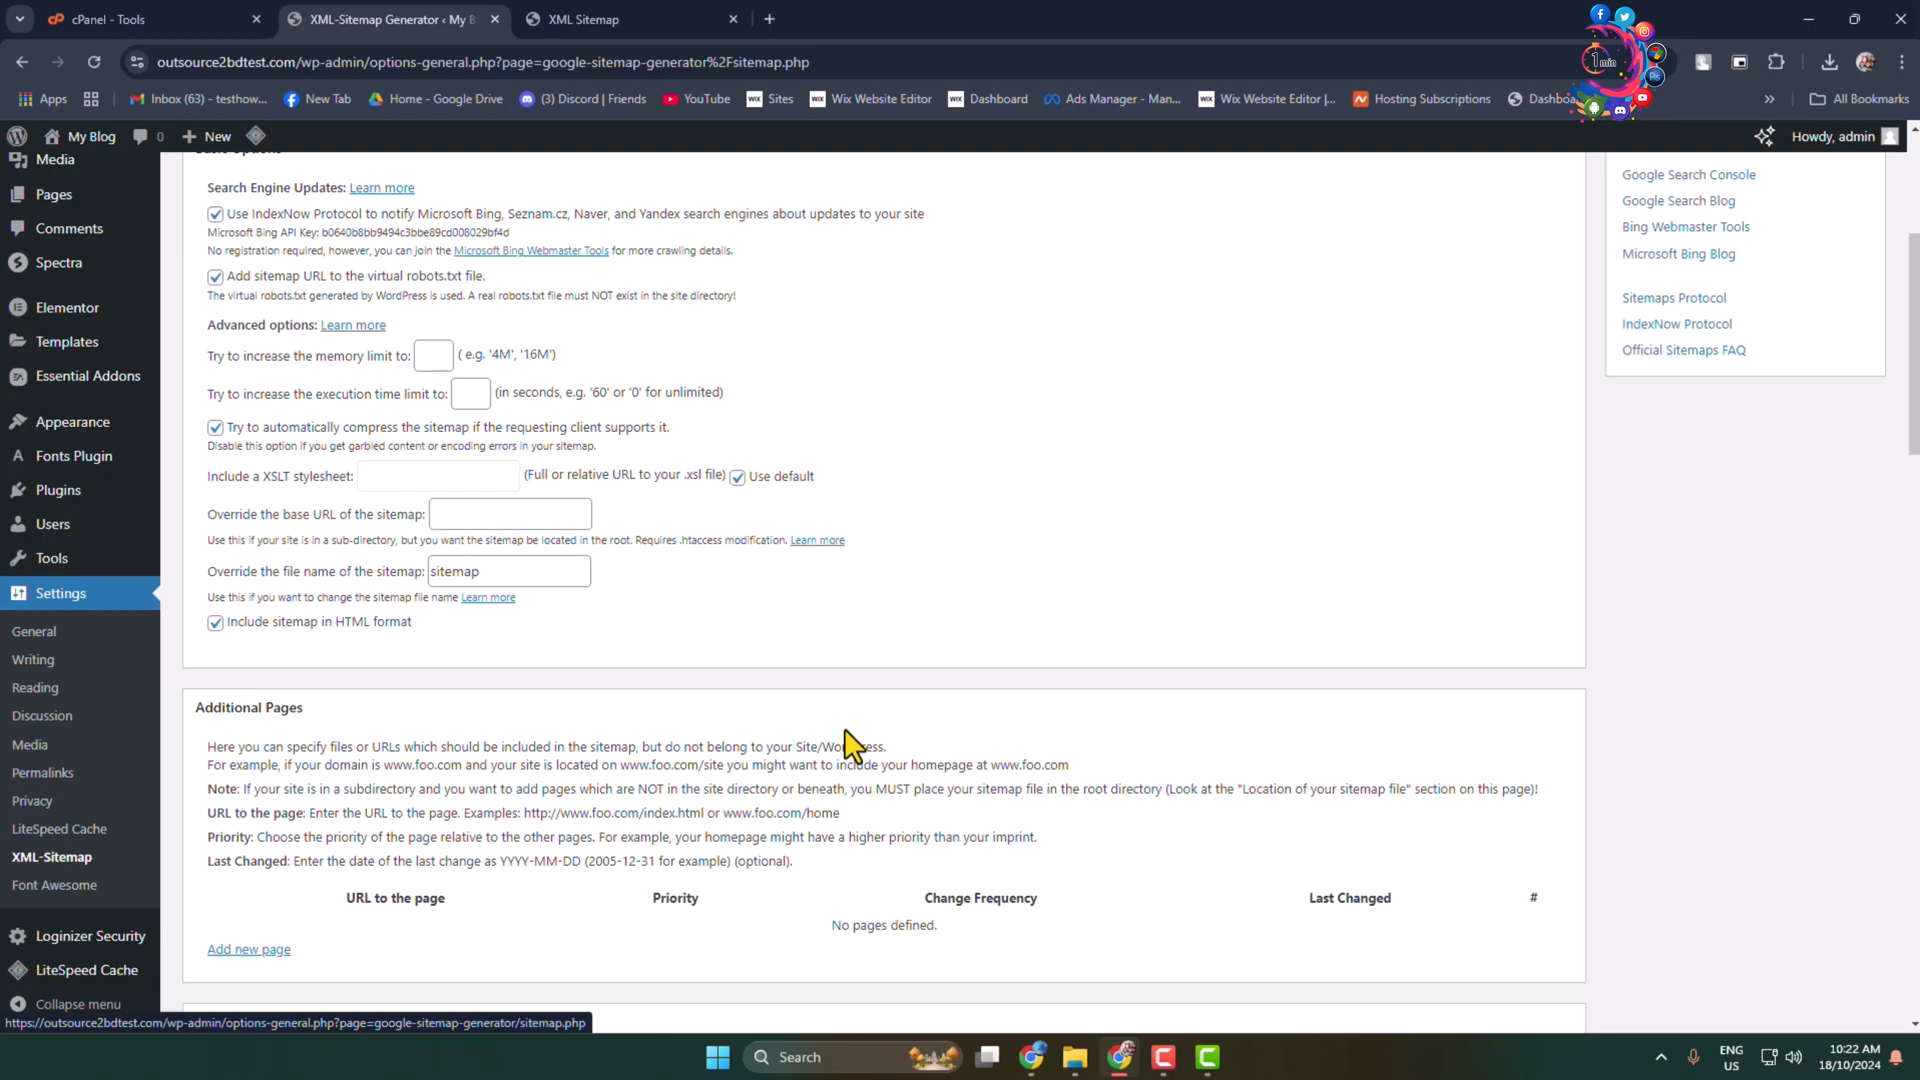 cPanel - Tools
XML-Sitemap Generator ‹ My B
XML Sitemap
outsource2bdtest.com/wp-admin/options-general.php?page=google-sitemap-generator%2Fsitemap.php
1min
Ps
Apps
Inbox (63) - testhow...
New Tab
Home - Google Drive
(3) Discord | Friends
YouTube
WIX Sites
WIX Wix Website Editor
WIX Dashboard
Ads Manager - Man...
WIX Wix Website Editor |...
Hosting Subscriptions
All Bookmarks
My Blog
0
New
Howdy, admin
Media
Pages
Comments
Spectra
Elementor
Templates
Essential Addons
Appearance
Fonts Plugin
Plugins
Users
Tools
Settings
General
Writing
Reading
Discussion
Media
Permalinks
Privacy
LiteSpeed Cache
XML-Sitemap
Font Awesome
Loginizer Security
LiteSpeed Cache
Collapse menu
Search Engine Updates: Learn more
Use IndexNow Protocol to notify Microsoft Bing, Seznam.cz, Naver, and Yandex search engines about updates to your site
Microsoft Bing API Key: b0640b8bb9494c3bbe89cd008029bf4d
No registration required, however, you can join the Microsoft Bing Webmaster Tools for more crawling details.
Add sitemap URL to the virtual robots.txt file.
The virtual robots.txt generated by WordPress is used. A real robots.txt file must NOT exist in the site directory!
Advanced options: Learn more
Try to increase the memory limit to: ( e.g. '4M', '16M')
Try to increase the execution time limit to: (in seconds, e.g. '60' or '0' for unlimited)
Try to automatically compress the sitemap if the requesting client supports it.
Disable this option if you get garbled content or encoding errors in your sitemap.
Include a XSLT stylesheet: (Full or relative URL to your .xsl file) Use default
Override the base URL of the sitemap:
Use this if your site is in a sub-directory, but you want the sitemap be located in the root. Requires .htaccess modification. Learn more
Override the file name of the sitemap: sitemap
Use this if you want to change the sitemap file name Learn more
Include sitemap in HTML format
Additional Pages
Here you can specify files or URLs which should be included in the sitemap, but do not belong to your
For example, if your domain is www.foo.com and your site is located on www.foo.com/site you might want to include your homepage at www.foo.com
Note: If your site is in a subdirectory and you want to add pages which are NOT in the site directory or beneath, you MUST place your sitemap file in the root directory (Look at the "Location of your sitemap file" section on this page)!
URL to the page: Enter the URL to the page. Examples: http://www.foo.com/index.html or www.foo.com/home
Priority: Choose the priority of the page relative to the other pages. For example, your homepage might have a higher priority than your imprint.
Last Changed: Enter the date of the last change as YYYY-MM-DD (2005-12-31 for example) (optional).
URL to the page Priority Change Frequency Last Changed #
No pages defined.
Add new page
Google Search Console
Google Search Blog
Bing Webmaster Tools
Microsoft Bing Blog
Sitemaps Protocol
IndexNow Protocol
Official Sitemaps FAQ
https://outsource2bdtest.com/wp-admin/options-general.php?page=google-sitemap-generator/sitemap.php
Search
ENG
US
10:22 AM
18/10/2024